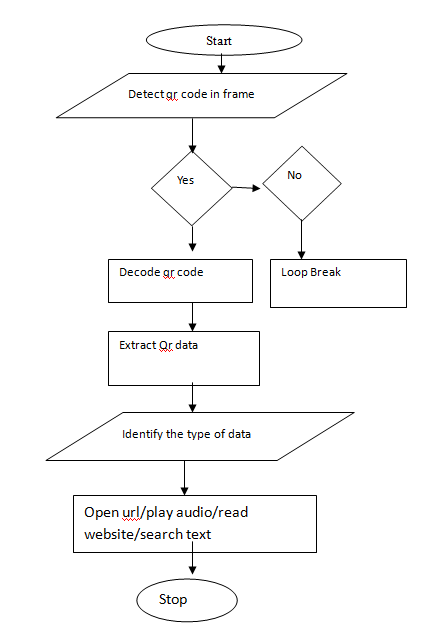 Start
Detect qr code in frame
Yes
No
Decode qr code
Loop Break
Extract Qr data
Identify the type of data
Open url/play audio/read
website/search text
Stop